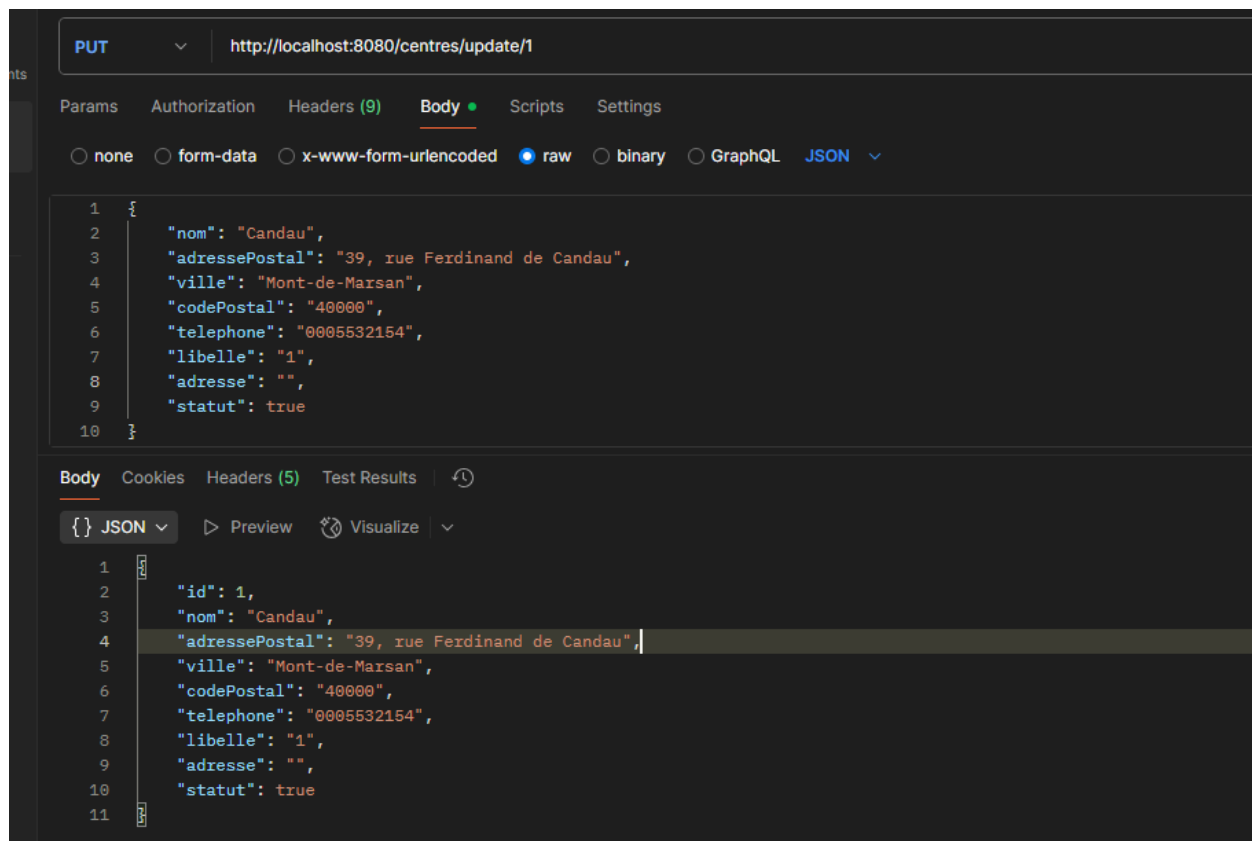 PUT http://localhost:8080/centres/update/1
nts
Params Authorization Headers (9) Body Scripts Settings
none form-data x-www-form-urlencoded raw binary GraphQL JSON
1 {
2 "nom": "Candau",
3 "adressePostal": "39, rue Ferdinand de Candau",
4 "ville": "Mont-de-Marsan",
5 "codePostal": "40000",
6 "telephone": "0005532154",
7 "libelle": "1",
8 "adresse": "",
9 "statut": true
10 }
Body Cookies Headers (5) Test Results
{} JSON Preview Visualize
1 {
2 "id": 1,
3 "nom": "Candau",
4 "adressePostal": "39, rue Ferdinand de Candau",
5 "ville": "Mont-de-Marsan",
6 "codePostal": "40000",
7 "telephone": "0005532154",
8 "libelle": "1",
9 "adresse": "",
10 "statut": true
11 }